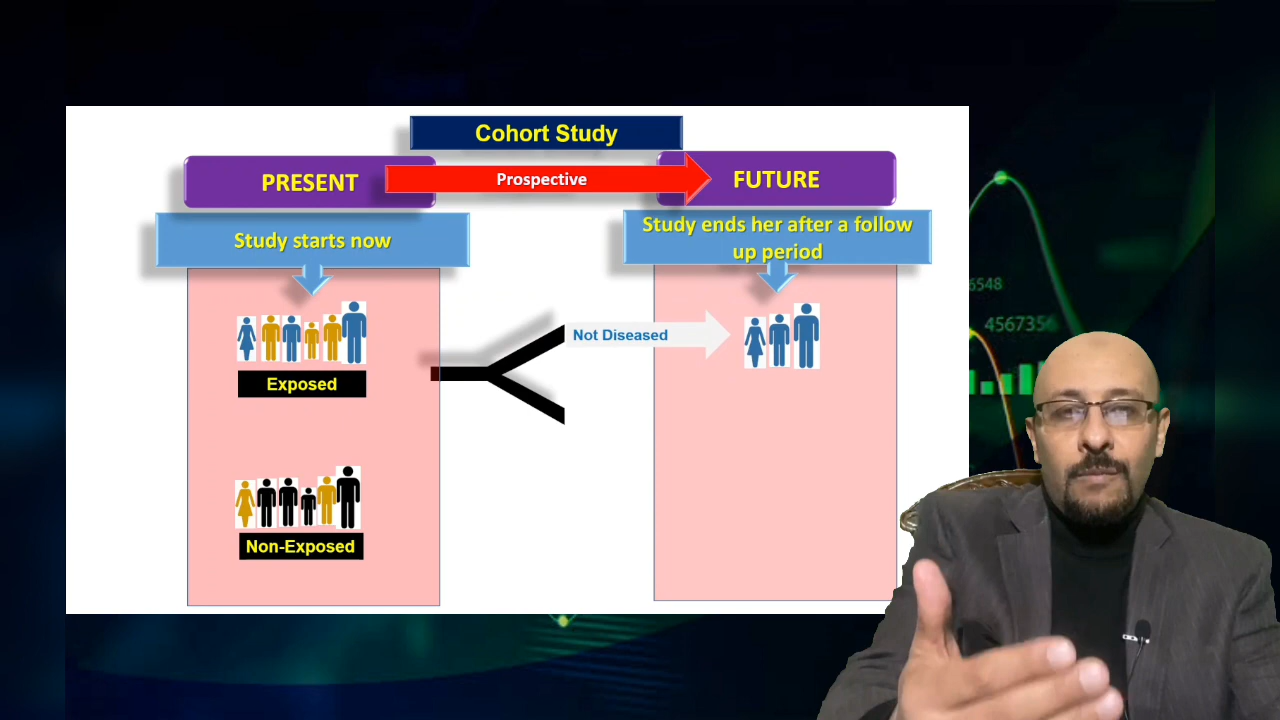 Cohort Study
PRESENT
Prospective
FUTURE
Study starts now
Study ends her after a follow
up period
Exposed
Not Diseased
Non-Exposed
6548
4567356